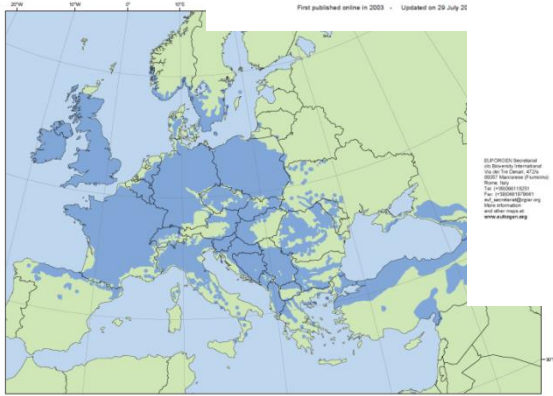 First published online in 2003 - Updated on 29 July 20
20°W
10°W
0°
10°E
EUFORGEN Secretariat
c/o Bioversity International
Via dei Tre Denari, 472/a
00057 Maccarese (Fiumicino)
Rome, Italy
More information
and other maps at:
www.euforgen.org